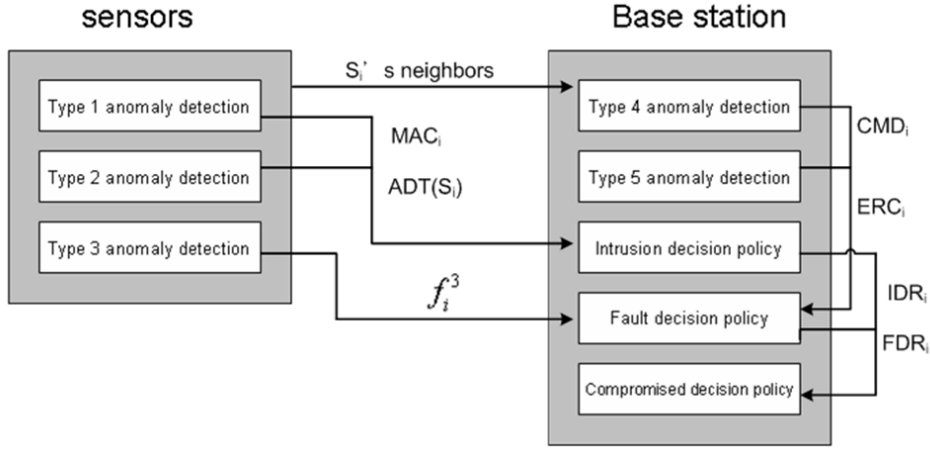 sensors
Base station
Type 1 anomaly detection
Type 2 anomaly detection
Type 3 anomaly detection
Sᵢ’ s neighbors
MACᵢ
ADT(Sᵢ)
fᵢ³
Type 4 anomaly detection
Type 5 anomaly detection
Intrusion decision policy
Fault decision policy
Compromised decision policy
CMDᵢ
ERCᵢ
IDRᵢ
FDRᵢ